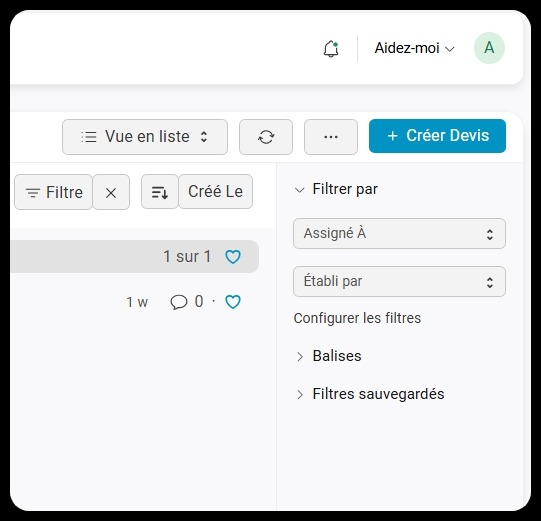 Aidez-moi A
Vue en liste ··· + Créer Devis
Filtre Créé Le
Filtrer par
Assigné À
1 sur 1
Établi par
1 w 0 ·
Configurer les filtres
Balises
Filtres sauvegardés